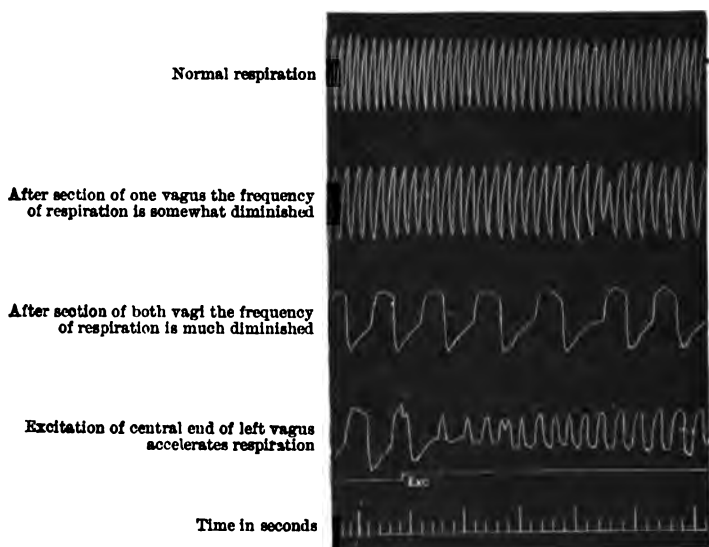 Normal respiration
After section of one vagus the frequency
of respiration is somewhat diminished
After section of both vagi the frequency
of respiration is much diminished
Excitation of central end of left vagus
accelerates respiration
Exc
Time in seconds